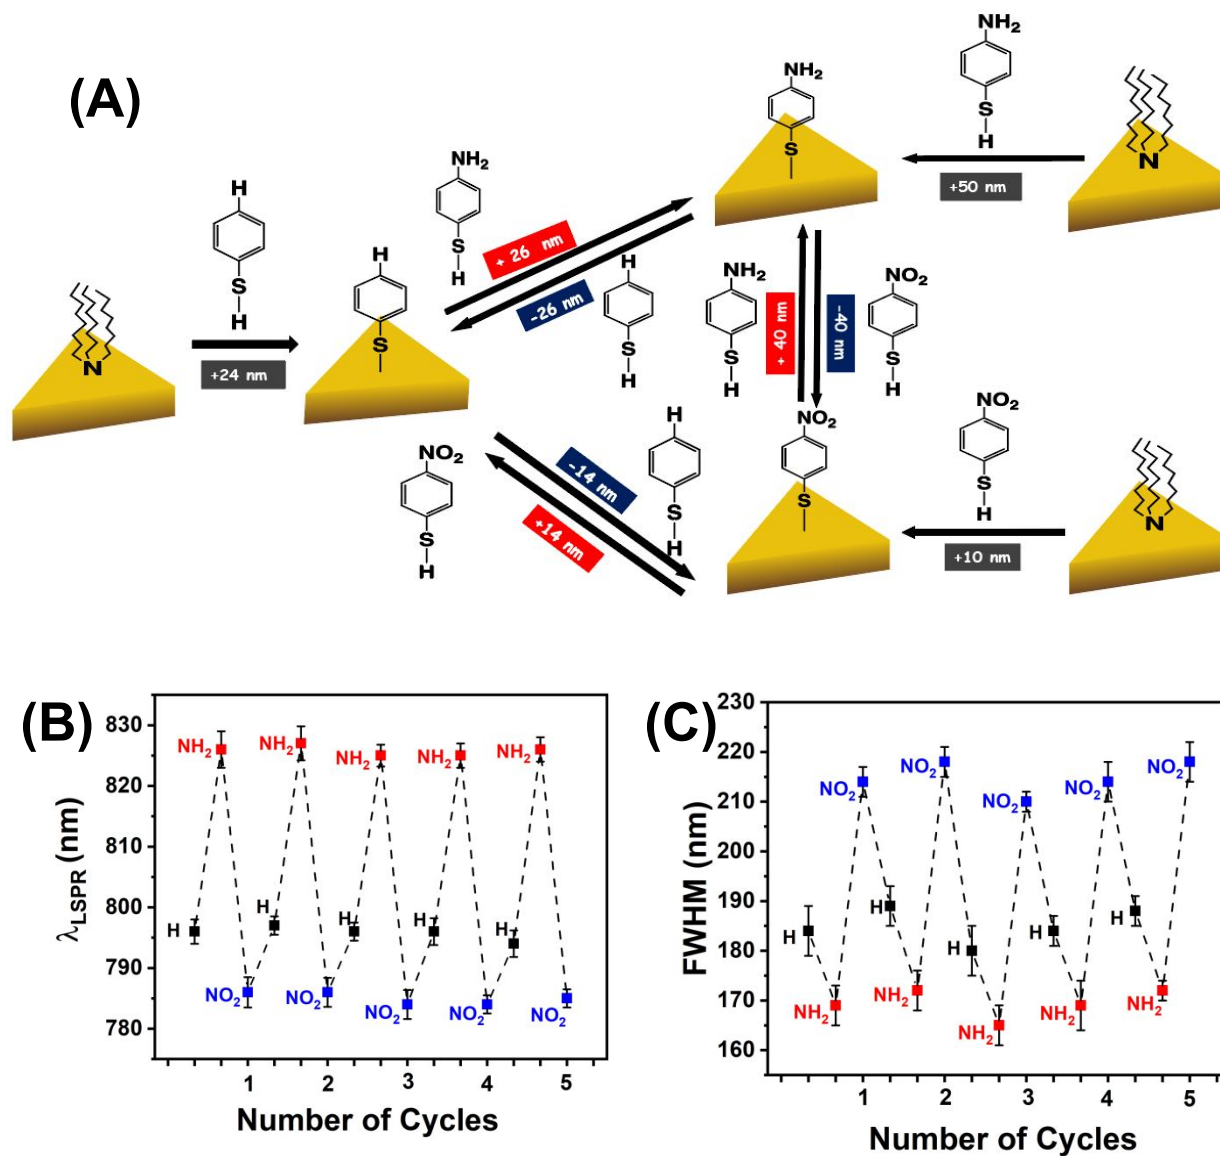 (A)
NH₂
S
H
NH₂
S
N
+50 nm
H
S
H
NH₂
S
H
+ 26 nm
-26 nm
H
S
H
NH₂
S
H
+ 40 nm
-40 nm
NO₂
S
H
N
+24 nm
H
S
NO₂
S
H
-14 nm
+14 nm
H
S
H
NO₂
S
NO₂
S
H
+10 nm
N
(B)
λLSPR (nm)
830
820
810
800
790
780
NH₂
NH₂
NH₂
NH₂
NH₂
H
H
H
H
H
NO₂
NO₂
NO₂
NO₂
NO₂
1 2 3 4 5
Number of Cycles
(C)
FWHM (nm)
230
220
210
200
190
180
170
160
NO₂
NO₂
NO₂
NO₂
NO₂
H
H
H
H
H
NH₂
NH₂
NH₂
NH₂
NH₂
1 2 3 4 5
Number of Cycles